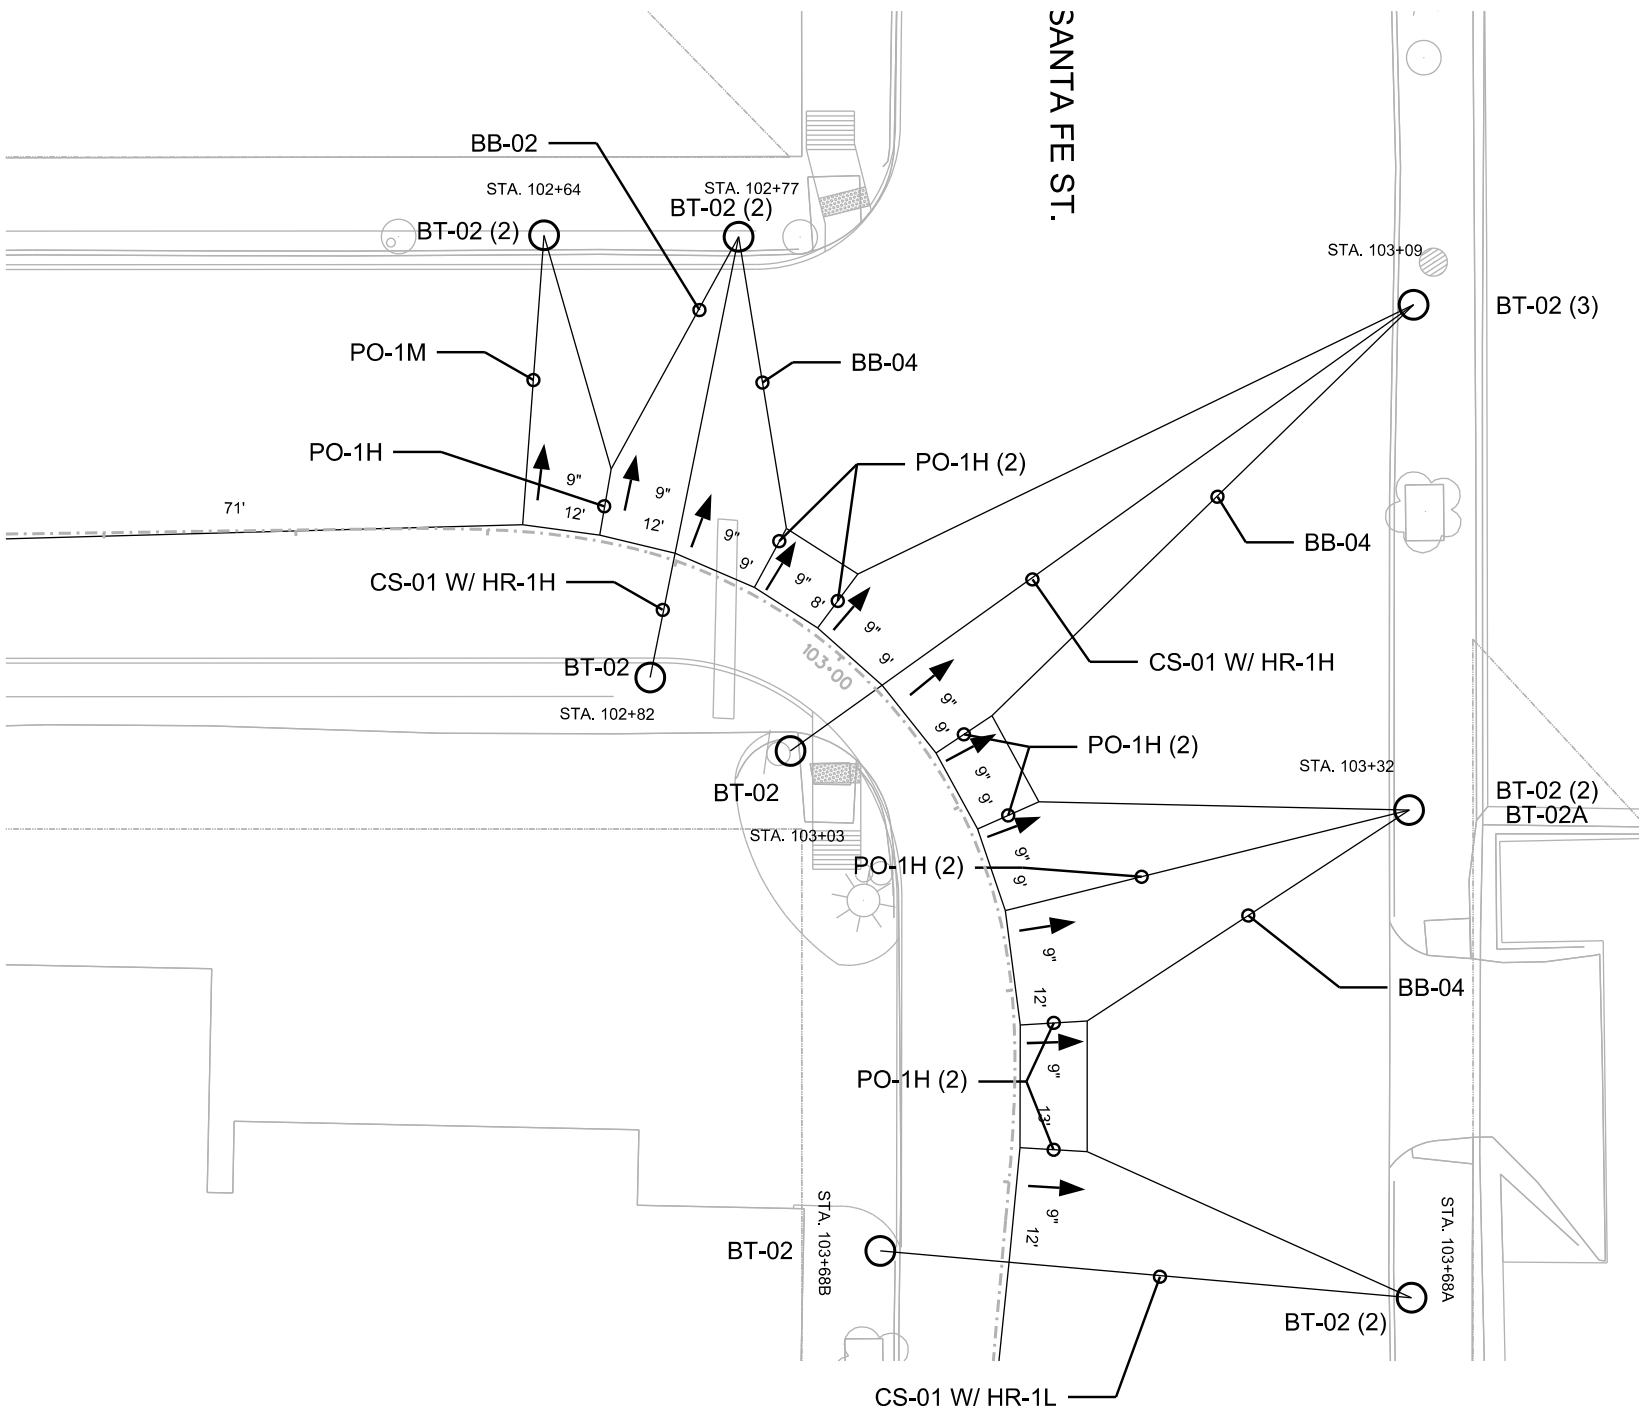 SANTA FE ST.
BB-02
STA. 102+64
STA. 102+77
BT-02 (2)
BT-02 (2)
STA. 103+09
BT-02 (3)
PO-1M
BB-04
PO-1H
PO-1H (2)
9"
9"
71'
12'
12'
9"
9'
BB-04
CS-01 W/ HR-1H
9"
8'
9"
9'
103+00
CS-01 W/ HR-1H
BT-02
9"
STA. 102+82
9'
PO-1H (2)
9"
STA. 103+32
BT-02
9'
BT-02 (2)
BT-02A
STA. 103+03
9"
PO-1H (2)
9'
9"
BB-04
12'
PO-1H (2)
9"
13'
9"
12'
BT-02
STA. 103+68B
STA. 103+68A
BT-02 (2)
CS-01 W/ HR-1L